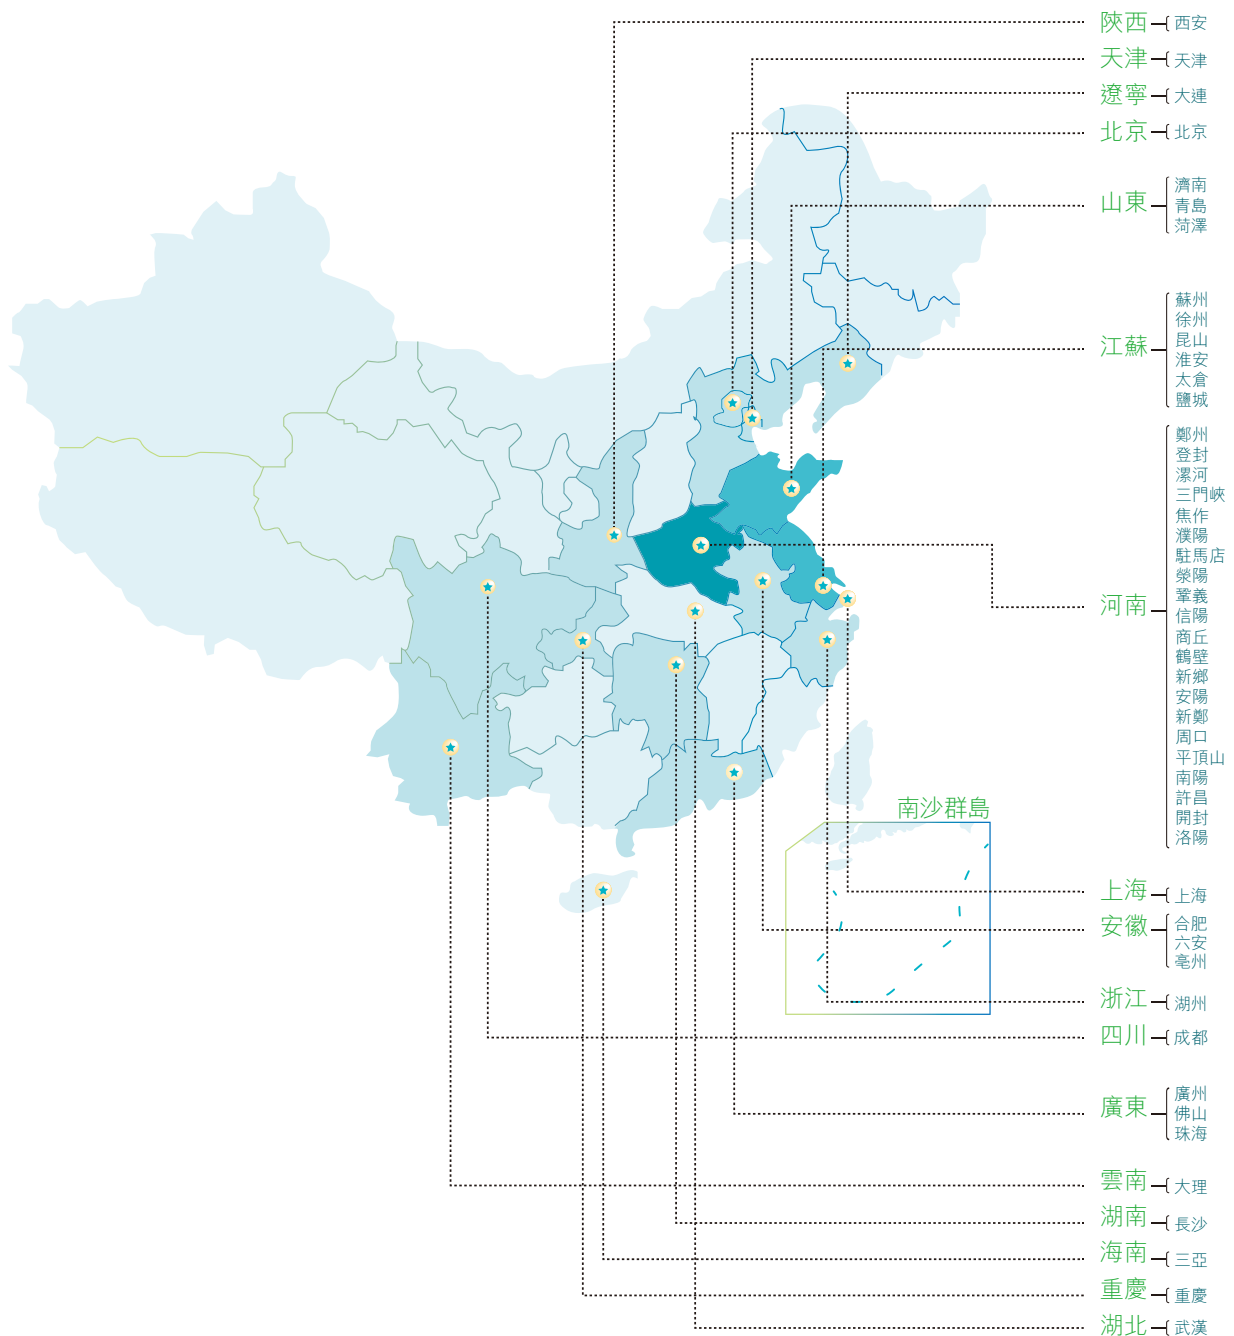 陝西
西安
天津
天津
遼寧
大連
北京
北京
山東
濟南
青島
菏澤
江蘇
蘇州
徐州
昆山
淮安
太倉
鹽城
河南
鄭州
登封
漯河
三門峽
焦作
濮陽
駐馬店
滎陽
鞏義
信陽
商丘
鶴壁
新鄉
安陽
新鄭
周口
平頂山
南陽
許昌
開封
洛陽
南沙群島
上海
上海
安徽
合肥
六安
亳州
浙江
湖州
四川
成都
廣東
廣州
佛山
珠海
雲南
大理
湖南
長沙
海南
三亞
重慶
重慶
湖北
武漢